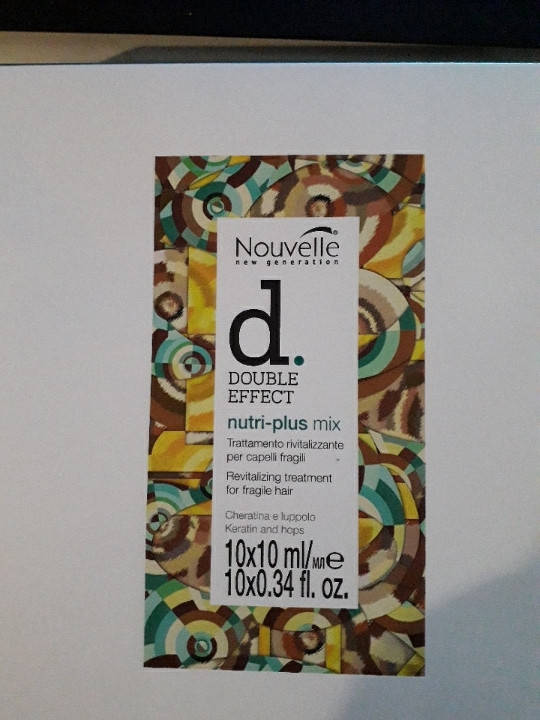 Nouvelle®
new generation
d.
DOUBLE
EFFECT
nutri-plus mix
Trattamento rivitalizzante
per capelli fragili
Revitalizing treatment
for fragile hair
Cheratina e luppolo
Keratin and hops
10x10 ml/мл e
10x0.34 fl. oz.